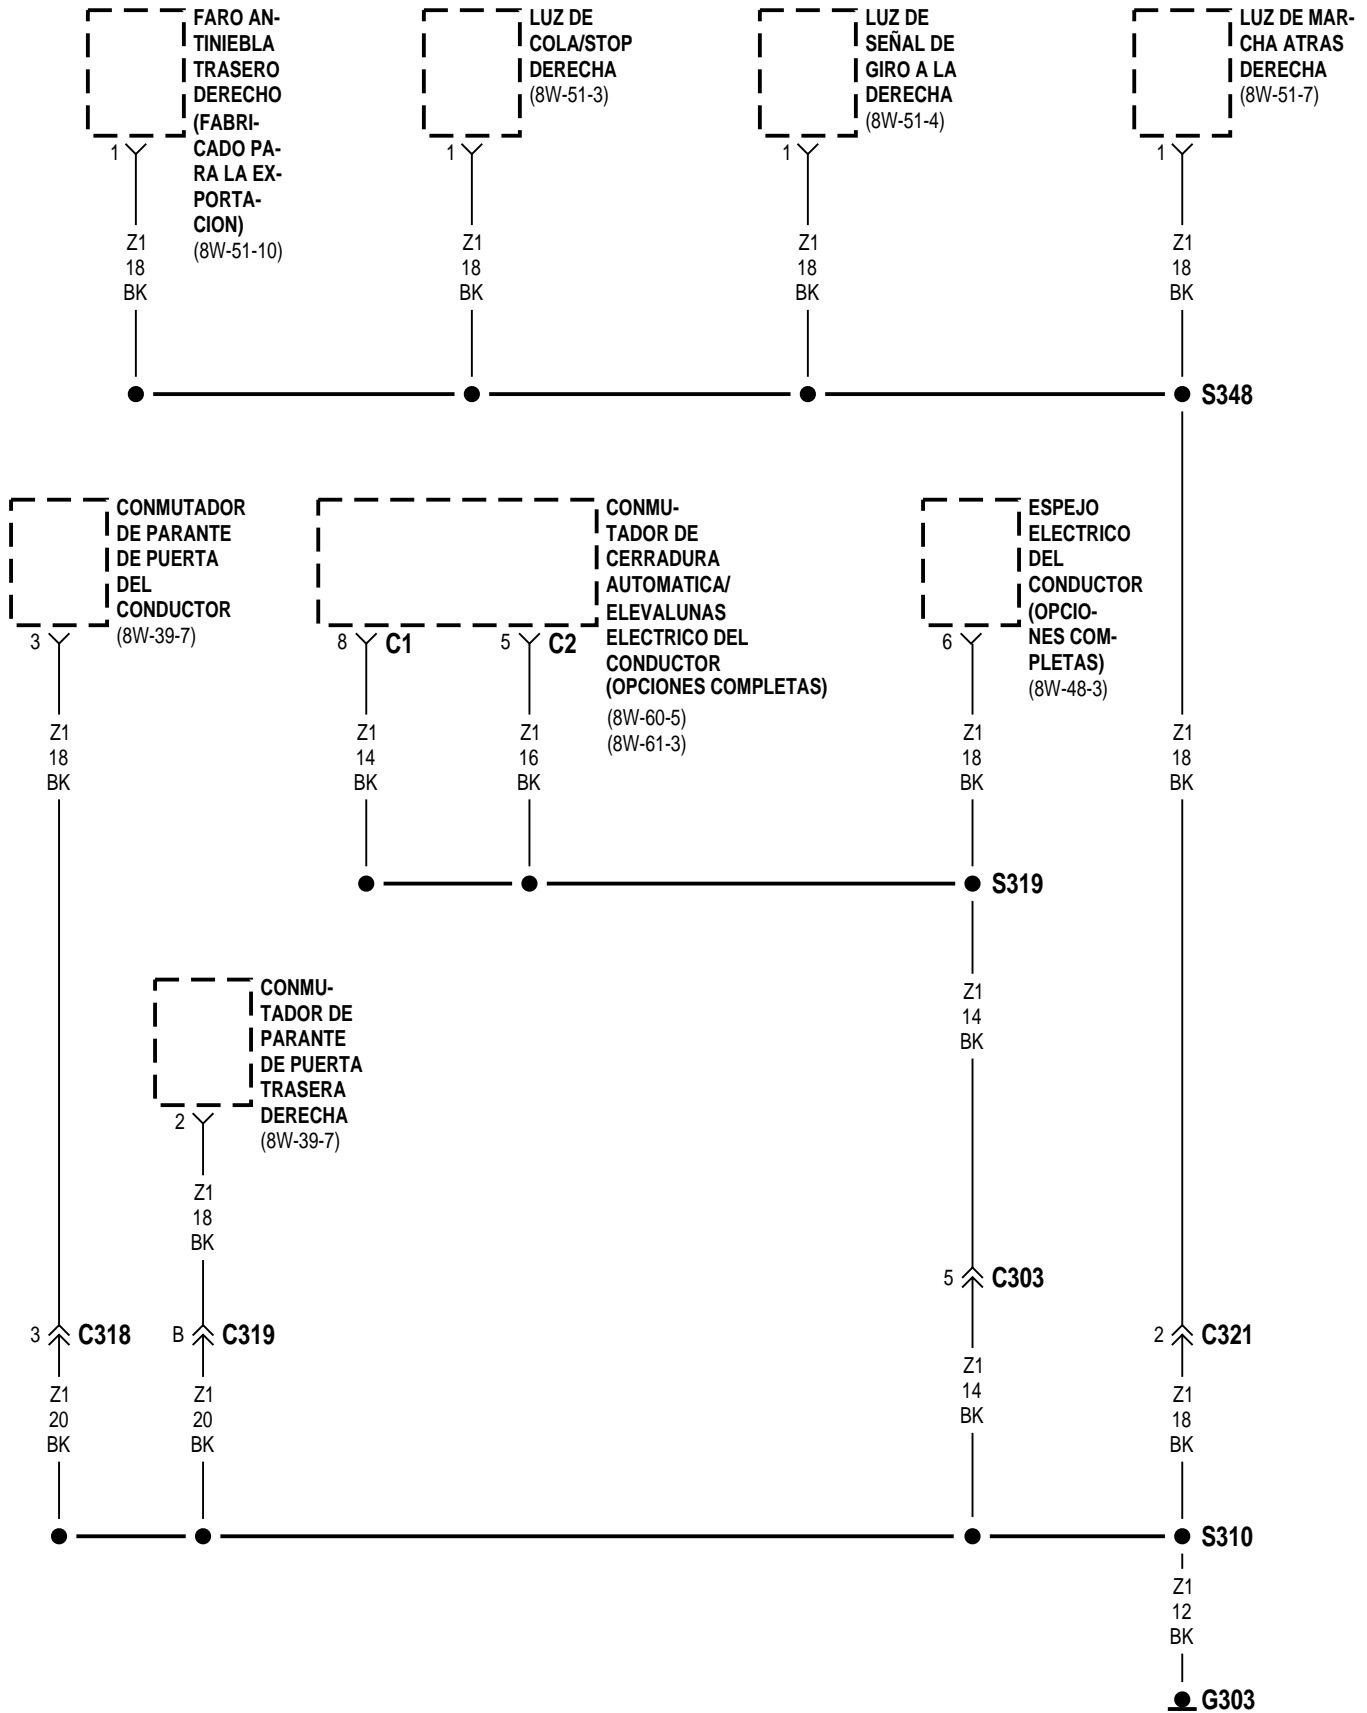 FARO AN-
TINIEBLA
TRASERO
DERECHO
(FABRI-
CADO PA-
RA LA EX-
PORTA-
CION)
(8W-51-10)
LUZ DE
COLA/STOP
DERECHA
(8W-51-3)
LUZ DE
SEÑAL DE
GIRO A LA
DERECHA
(8W-51-4)
LUZ DE MAR-
CHA ATRAS
DERECHA
(8W-51-7)
1
1
1
1
Z1
18
BK
Z1
18
BK
Z1
18
BK
Z1
18
BK
S348
CONMUTADOR
DE PARANTE
DE PUERTA
DEL
CONDUCTOR
(8W-39-7)
CONMU-
TADOR DE
CERRADURA
AUTOMATICA/
ELEVALUNAS
ELECTRICO DEL
CONDUCTOR
(OPCIONES COMPLETAS)
(8W-60-5)
(8W-61-3)
ESPEJO
ELECTRICO
DEL
CONDUCTOR
(OPCIO-
NES COM-
PLETAS)
(8W-48-3)
3
8 C1
5 C2
6
Z1
18
BK
Z1
14
BK
Z1
16
BK
Z1
18
BK
Z1
18
BK
S319
CONMU-
TADOR DE
PARANTE
DE PUERTA
TRASERA
DERECHA
(8W-39-7)
2
Z1
14
BK
Z1
18
BK
5 C303
3 C318
B C319
2 C321
Z1
20
BK
Z1
20
BK
Z1
14
BK
Z1
18
BK
S310
Z1
12
BK
G303